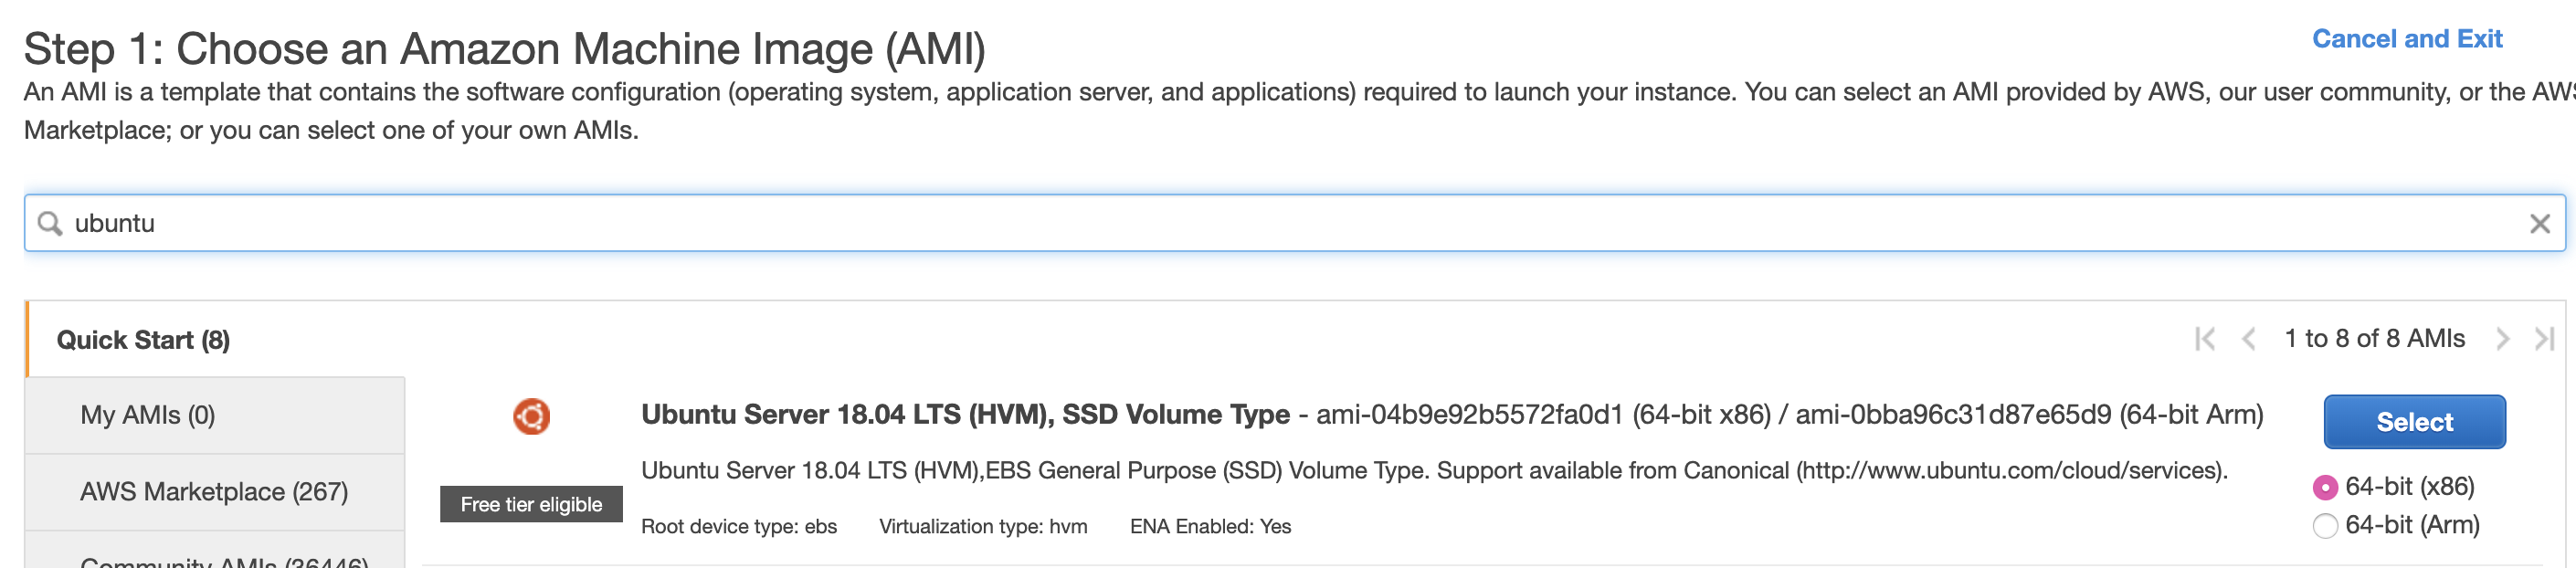 Step 1: Choose an Amazon Machine Image (AMI)
Cancel and Exit
An AMI is a template that contains the software configuration (operating system, application server, and applications) required to launch your instance. You can select an AMI provided by AWS, our user community, or the AWS
Marketplace; or you can select one of your own AMIs.
ubuntu
Quick Start (8)
1 to 8 of 8 AMIs
My AMIs (0)
AWS Marketplace (267)
Community AMIs (36446)
Ubuntu Server 18.04 LTS (HVM), SSD Volume Type - ami-04b9e92b5572fa0d1 (64-bit x86) / ami-0bba96c31d87e65d9 (64-bit Arm)
Select
Ubuntu Server 18.04 LTS (HVM),EBS General Purpose (SSD) Volume Type. Support available from Canonical (http://www.ubuntu.com/cloud/services).
64-bit (x86)
Free tier eligible
Root device type: ebs Virtualization type: hvm ENA Enabled: Yes
64-bit (Arm)